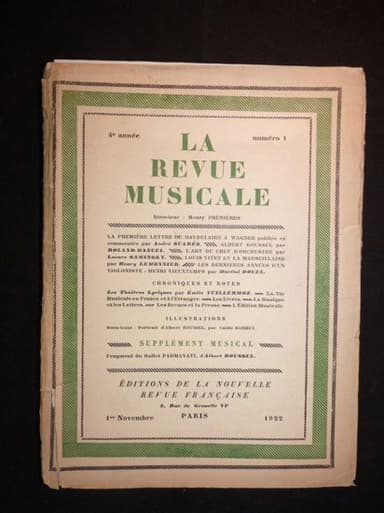 4e année numéro 1
LA
REVUE
MUSICALE
Directeur : Henry PRUNIÈRES
LA PREMIÈRE LETTRE DE BAUDELAIRE A WAGNER publiée et
commentée par André SUARÈS. ALBERT ROUSSEL par
ROLAND-MANUEL. L'ART DU CHEF D'ORCHESTRE par
Lazare SAMINSKY. LOUIS VITET ET LA MARSEILLAISE
par Henry LEMONNIER. LES DERNIÈRES ANNÉES D'UN
VIOLONISTE : HENRI VIEUXTEMPS par Martial DOUEL.
CHRONIQUES ET NOTES
Les Théâtres Lyriques par Émile VUILLERMOZ. La Vie
Musicale en France et à l'Étranger. Les Livres. La Musique
et les Lettres. Les Revues et la Presse. L'Édition Musicale.
ILLUSTRATIONS
Hors-texte : Portrait d'Albert ROUSSEL, par Valdo BARBEY.
SUPPLÉMENT MUSICAL
Fragment du Ballet PADMAVATI, d'Albert ROUSSEL.
ÉDITIONS DE LA NOUVELLE
REVUE FRANÇAISE
3, Rue de Grenelle VIe
1er Novembre PARIS 1922